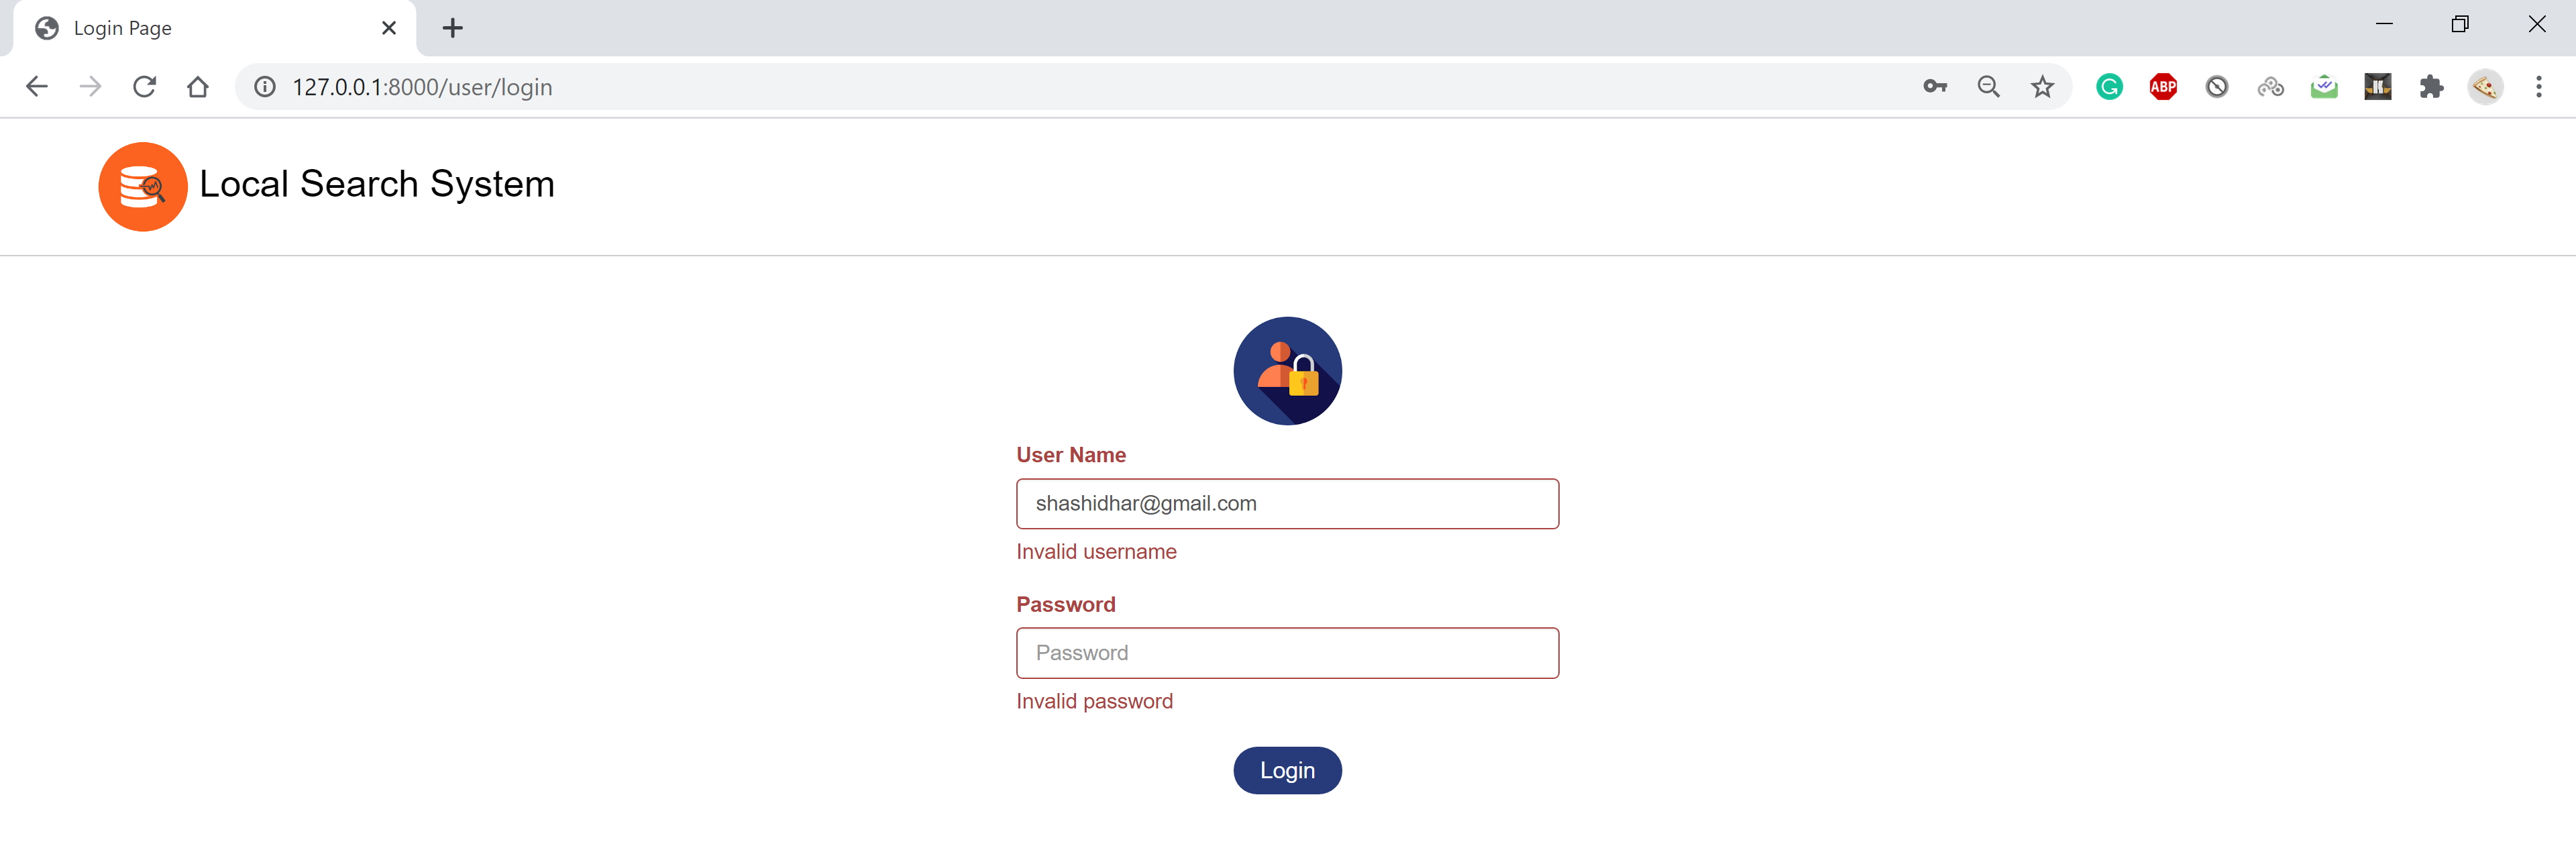 Login Page
127.0.0.1:8000/user/login
ABP
Local Search System
User Name
shashidhar@gmail.com
Invalid username
Password
Password
Invalid password
Login